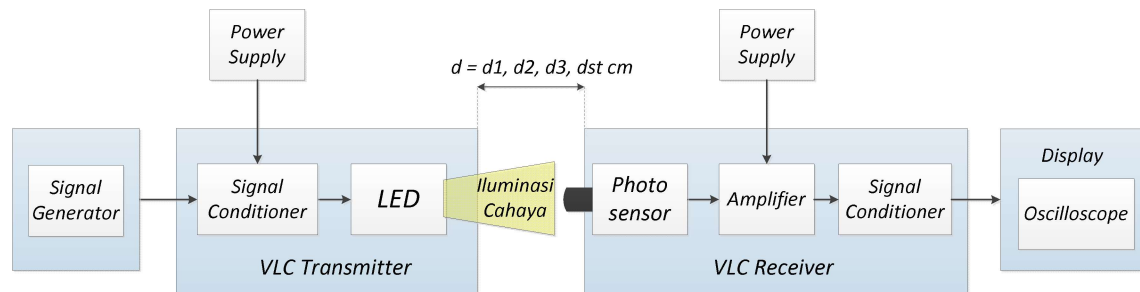 Power
Supply
Power
Supply
d = d1, d2, d3, dst cm
Signal
Generator
Signal
Conditioner
LED
Iluminasi
Cahaya
Photo
sensor
Amplifier
Signal
Conditioner
Display
Oscilloscope
VLC Transmitter
VLC Receiver